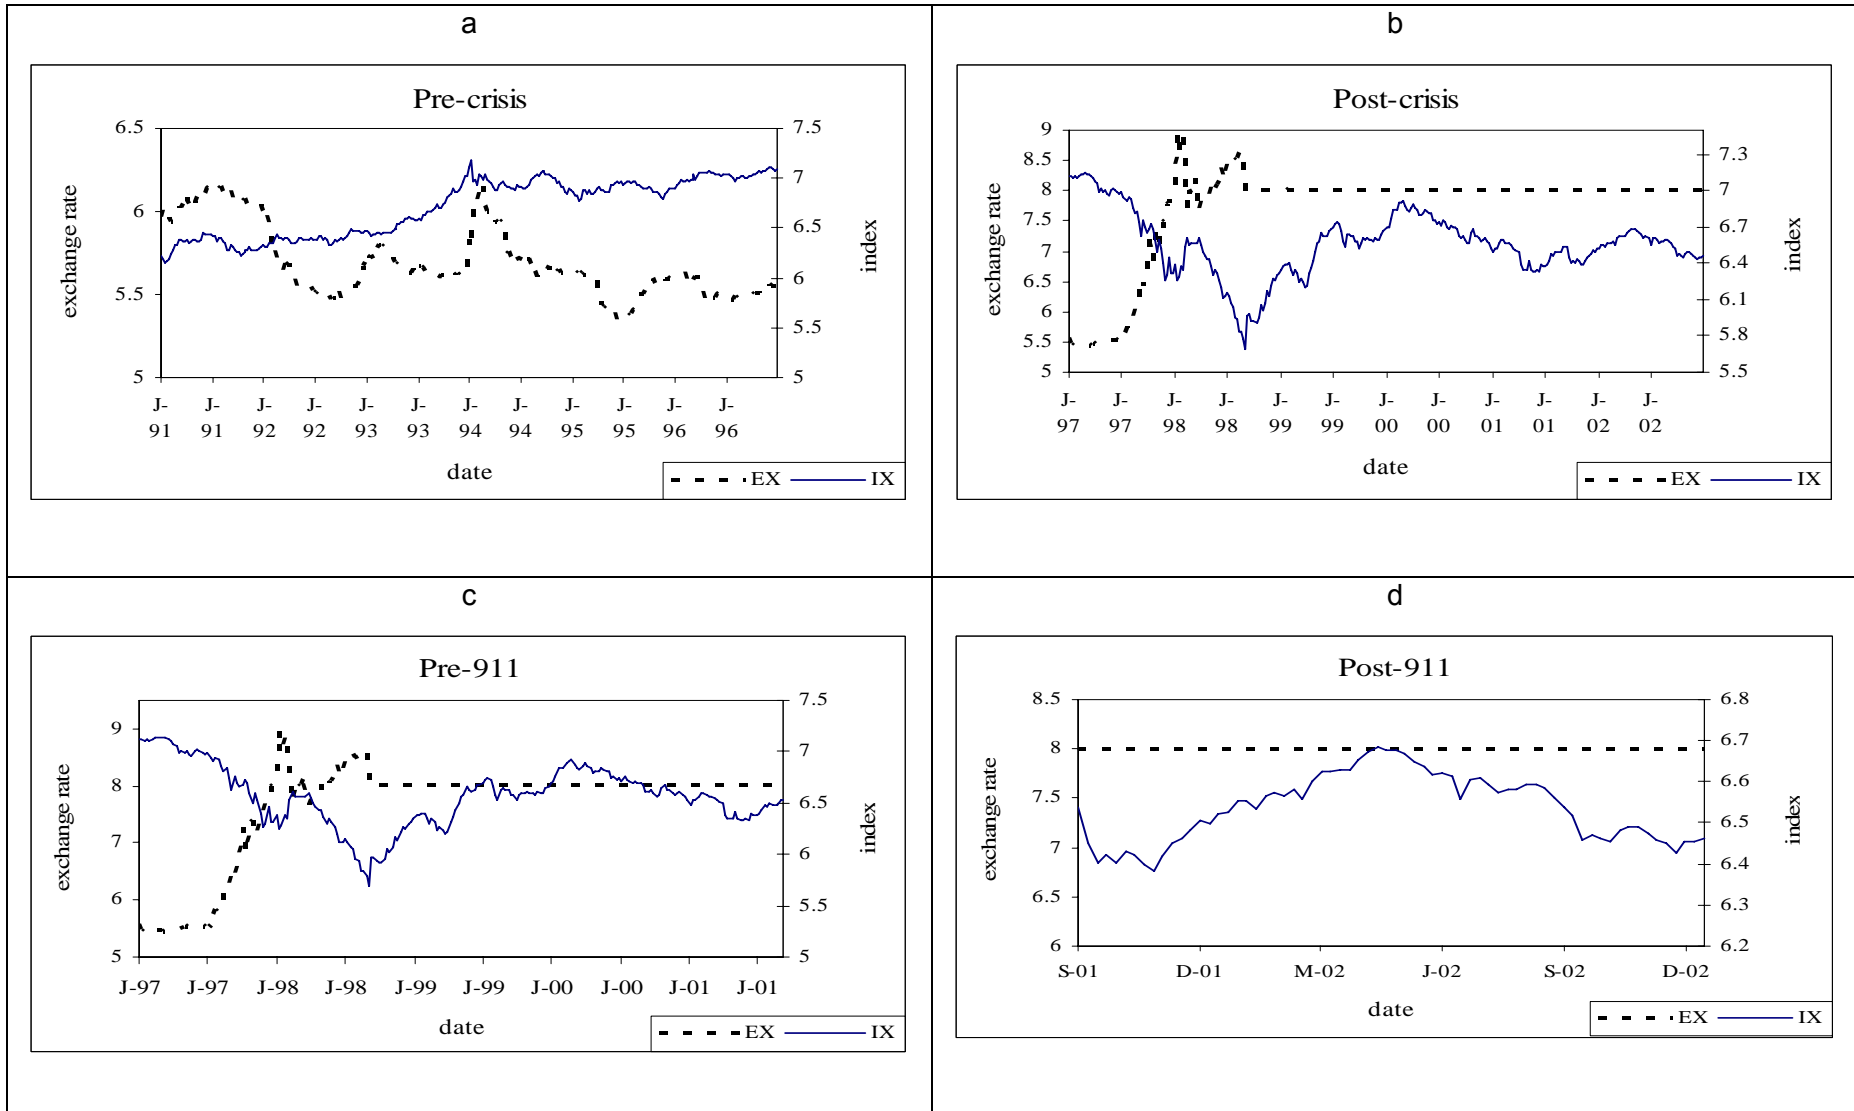 a
Pre-crisis
6.5
6
5.5
5
7.5
7
6.5
6
5.5
5
exchange rate
index
J- J- J- J- J- J- J- J- J- J- J- J-
91 91 92 92 93 93 94 94 95 95 96 96
date
EX IX
b
Post-crisis
9
8.5
8
7.5
7
6.5
6
5.5
5
7.3
7
6.7
6.4
6.1
5.8
5.5
exchange rate
index
J- J- J- J- J- J- J- J- J- J- J- J-
97 97 98 98 99 99 00 00 01 01 02 02
date
EX IX
c
Pre-911
9
8
7
6
5
7.5
7
6.5
6
5.5
5
exchange rate
index
J-97 J-97 J-98 J-98 J-99 J-99 J-00 J-00 J-01 J-01
date
EX IX
d
Post-911
8.5
8
7.5
7
6.5
6
6.8
6.7
6.6
6.5
6.4
6.3
6.2
exchange rate
index
S-01 D-01 M-02 J-02 S-02 D-02
date
EX IX